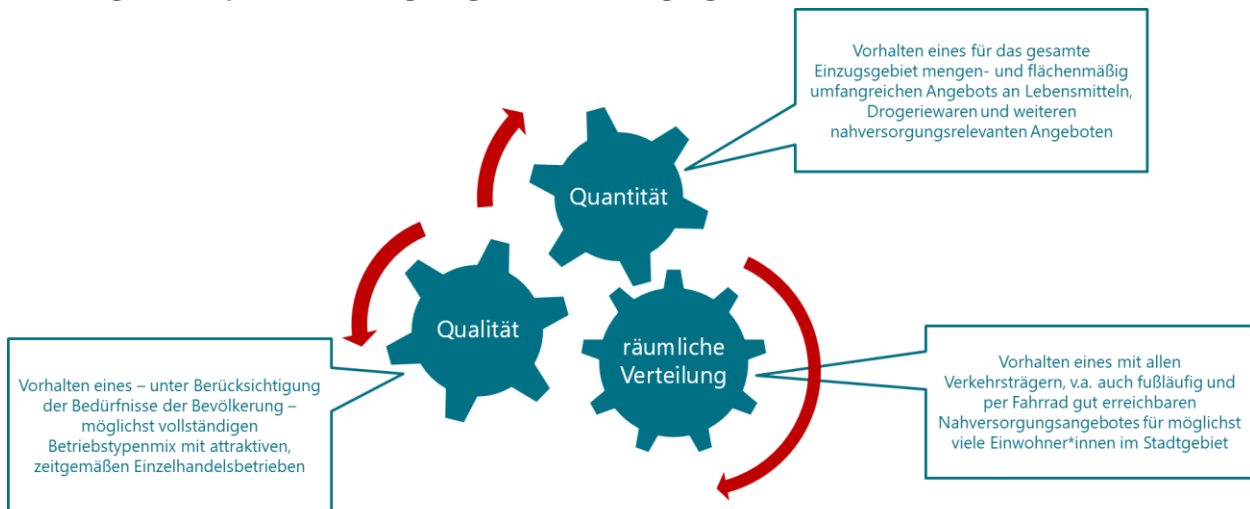 Vorhalten eines für das gesamte
Einzugsgebiet mengen- und flächenmäßig
umfangreichen Angebots an Lebensmitteln,
Drogeriewaren und weiteren
nahversorgungsrelevanten Angeboten
Quantität
Qualität
räumliche
Verteilung
Vorhalten eines – unter Berücksichtigung
der Bedürfnisse der Bevölkerung –
möglichst vollständigen
Betriebstypenmix mit attraktiven,
zeitgemäßen Einzelhandelsbetrieben
Vorhalten eines mit allen
Verkehrsträgern, v.a. auch fußläufig und
per Fahrrad gut erreichbaren
Nahversorgungsangebotes für möglichst
viele Einwohner*innen im Stadtgebiet